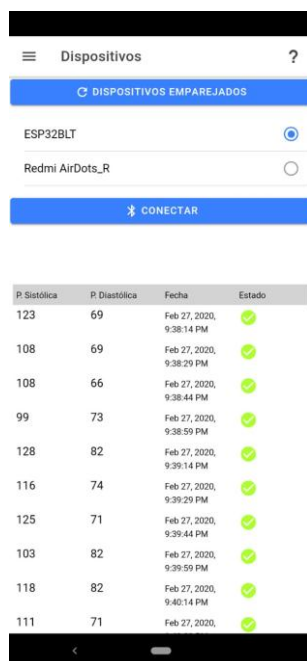 Dispositivos ?
DISPOSITIVOS EMPAREJADOS
ESP32BLT
Redmi AirDots_R
CONECTAR
P. Sistólica P. Diastólica Fecha Estado
123 69 Feb 27, 2020,
9:38:14 PM
108 69 Feb 27, 2020,
9:38:29 PM
108 66 Feb 27, 2020,
9:38:44 PM
99 73 Feb 27, 2020,
9:38:59 PM
128 82 Feb 27, 2020,
9:39:14 PM
116 74 Feb 27, 2020,
9:39:29 PM
125 71 Feb 27, 2020,
9:39:44 PM
103 82 Feb 27, 2020,
9:39:59 PM
118 82 Feb 27, 2020,
9:40:14 PM
111 71 Feb 27, 2020,